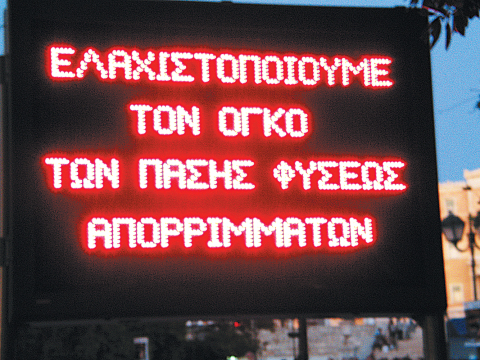 ΕΛΑΧΙΣΤΟΠΟΙΟΥΜΕ
ΤΟΝ ΟΓΚΟ
ΤΩΝ ΠΑΣΗΣ ΦΥΣΕΩΣ
ΑΠΟΡΡΙΜΜΑΤΩΝ